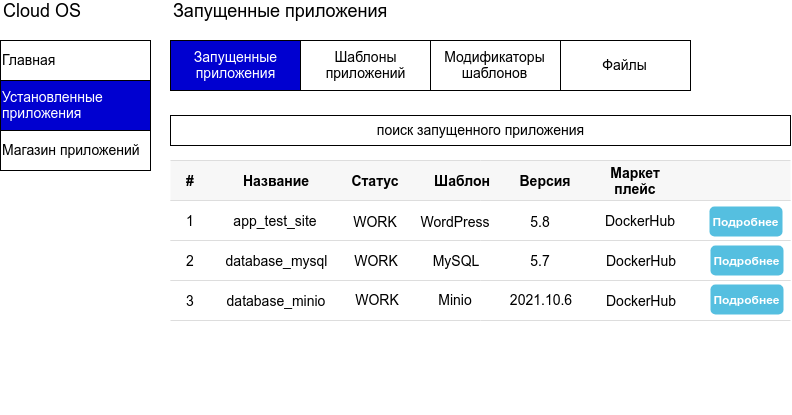 Cloud OS
Запущенные приложения
Главная
Установленные
приложения
Магазин приложений
Запущенные
приложения
Шаблоны
приложений
Модификаторы
шаблонов
Файлы
поиск запущенного приложения
# Название Статус Шаблон Версия Маркет
плейс
1 app_test_site WORK WordPress 5.8 DockerHub Подробнее
2 database_mysql WORK MySQL 5.7 DockerHub Подробнее
3 database_minio WORK Minio 2021.10.6 DockerHub Подробнее